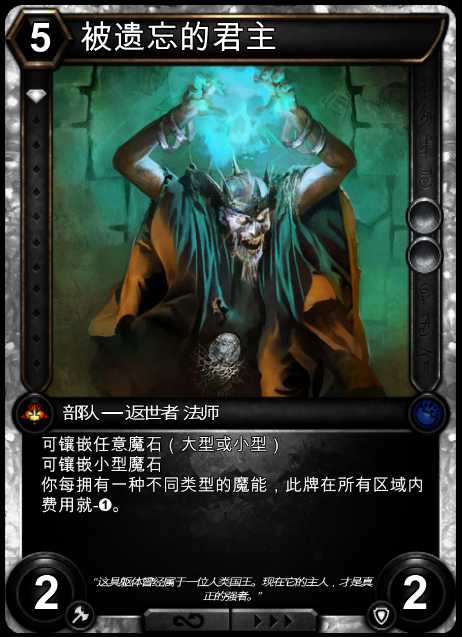 5
被遗忘的君主
部队 — 返世者 法师
可镶嵌任意魔石（大型或小型）
可镶嵌小型魔石
你每拥有一种不同类型的魔能，此牌在所有区域内
费用就-❶。
"这具躯体曾经属于一位人类国王。现在它的主人，才是真
正的强者。"
2
2